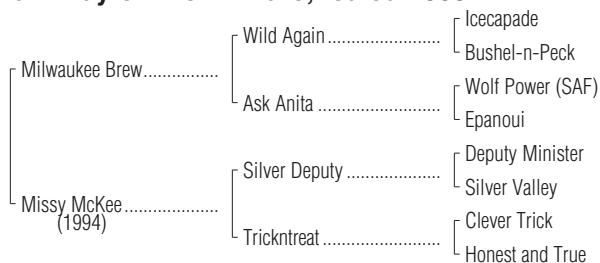 Icecapade
Wild Again
Bushel-n-Peck
Milwaukee Brew
Wolf Power (SAF)
Ask Anita
Epanoui
Deputy Minister
Silver Deputy
Silver Valley
Missy McKee
(1994)
Clever Trick
Trickntreat
Honest and True